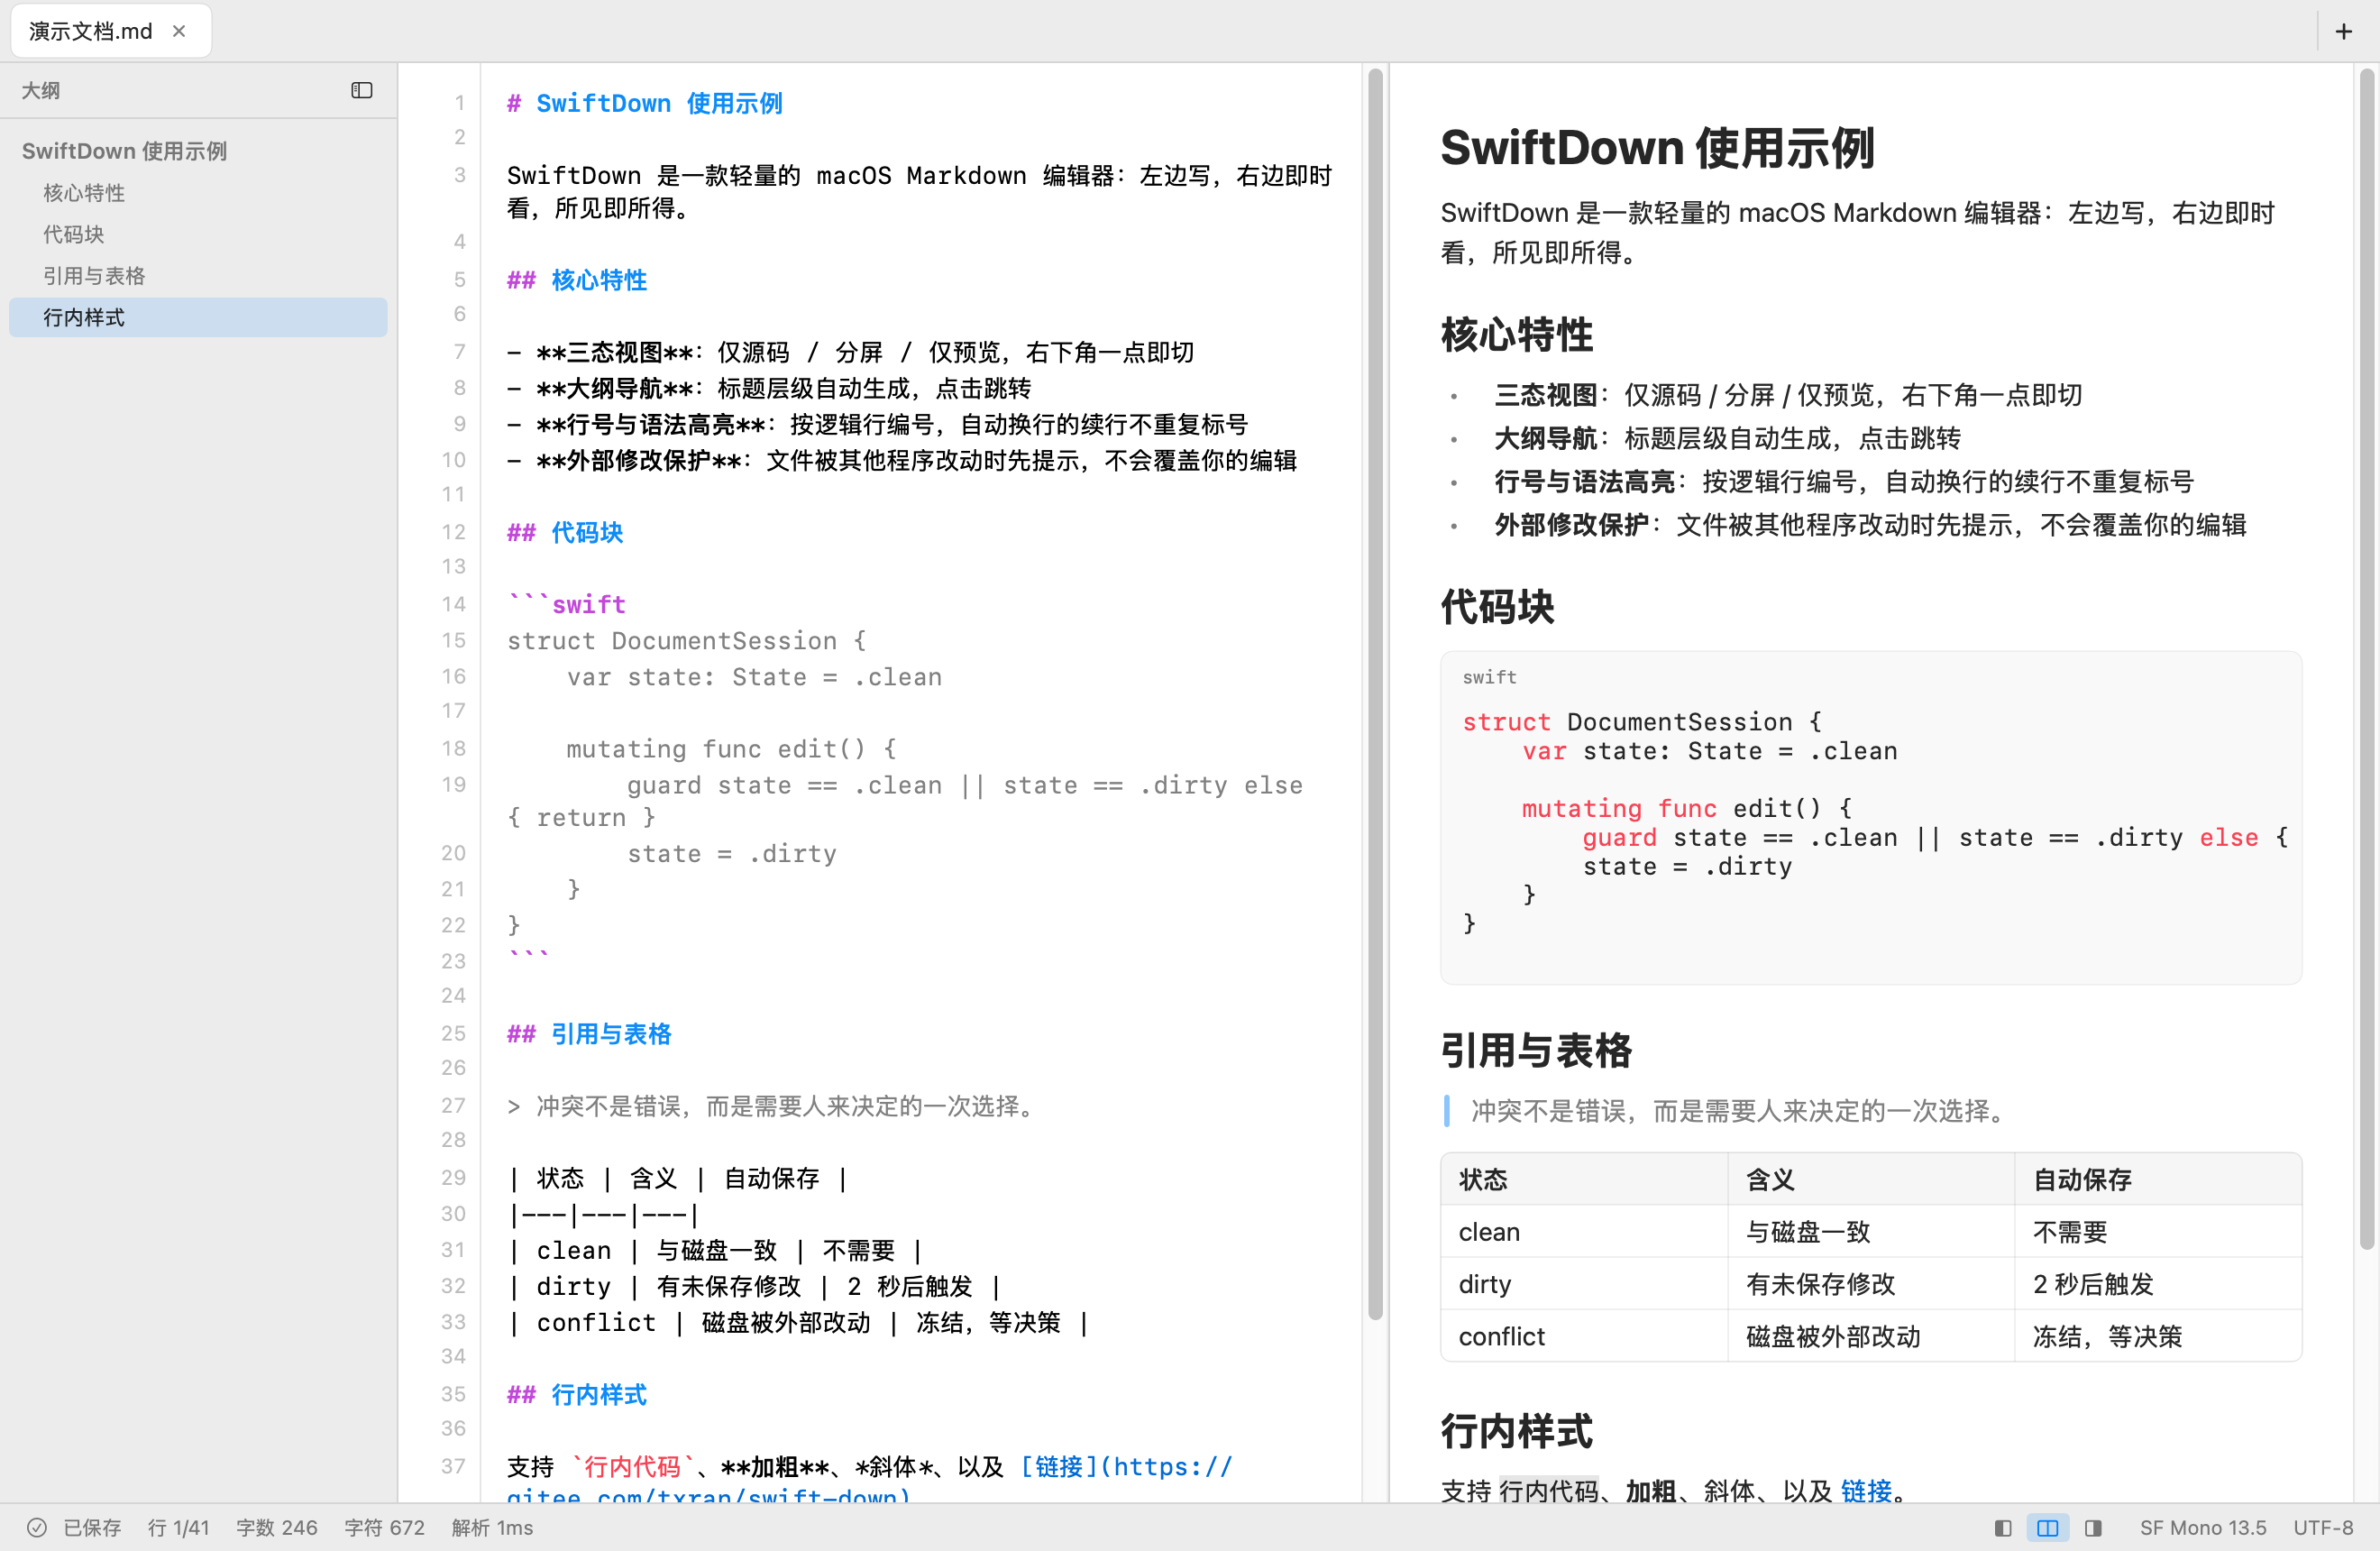 演示文档.md
大纲
SwiftDown 使用示例
核心特性
代码块
引用与表格
行内样式
1 # SwiftDown 使用示例
2
3 SwiftDown 是一款轻量的 macOS Markdown 编辑器：左边写，右边即时
看，所见即所得。
4
5 ## 核心特性
6
7 - **三态视图**：仅源码 / 分屏 / 仅预览，右下角一点即切
8 - **大纲导航**：标题层级自动生成，点击跳转
9 - **行号与语法高亮**：按逻辑行编号，自动换行的续行不重复标号
10 - **外部修改保护**：文件被其他程序改动时先提示，不会覆盖你的编辑
11
12 ## 代码块
13
14 ```swift
15 struct DocumentSession {
16     var state: State = .clean
17
18     mutating func edit() {
19         guard state == .clean || state == .dirty else
{ return }
20         state = .dirty
21     }
22 }
23 ```
24
25 ## 引用与表格
26
27 > 冲突不是错误，而是需要人来决定的一次选择。
28
29 | 状态 | 含义 | 自动保存 |
30 |---|---|---|
31 | clean | 与磁盘一致 | 不需要 |
32 | dirty | 有未保存修改 | 2 秒后触发 |
33 | conflict | 磁盘被外部改动 | 冻结，等决策 |
34
35 ## 行内样式
36
37 支持 `行内代码`、**加粗**、*斜体*、以及 [链接](https://
gitee.com/txran/swift-down)
SwiftDown 使用示例
SwiftDown 是一款轻量的 macOS Markdown 编辑器：左边写，右边即时
看，所见即所得。
核心特性
• 三态视图：仅源码 / 分屏 / 仅预览，右下角一点即切
• 大纲导航：标题层级自动生成，点击跳转
• 行号与语法高亮：按逻辑行编号，自动换行的续行不重复标号
• 外部修改保护：文件被其他程序改动时先提示，不会覆盖你的编辑
代码块
swift
struct DocumentSession {
    var state: State = .clean

    mutating func edit() {
        guard state == .clean || state == .dirty else {
        state = .dirty
    }
}
引用与表格
冲突不是错误，而是需要人来决定的一次选择。
状态 含义 自动保存
clean 与磁盘一致 不需要
dirty 有未保存修改 2 秒后触发
conflict 磁盘被外部改动 冻结，等决策
行内样式
支持 行内代码、加粗、斜体、以及 链接。
已保存 行 1/41 字数 246 字符 672 解析 1ms
SF Mono 13.5 UTF-8